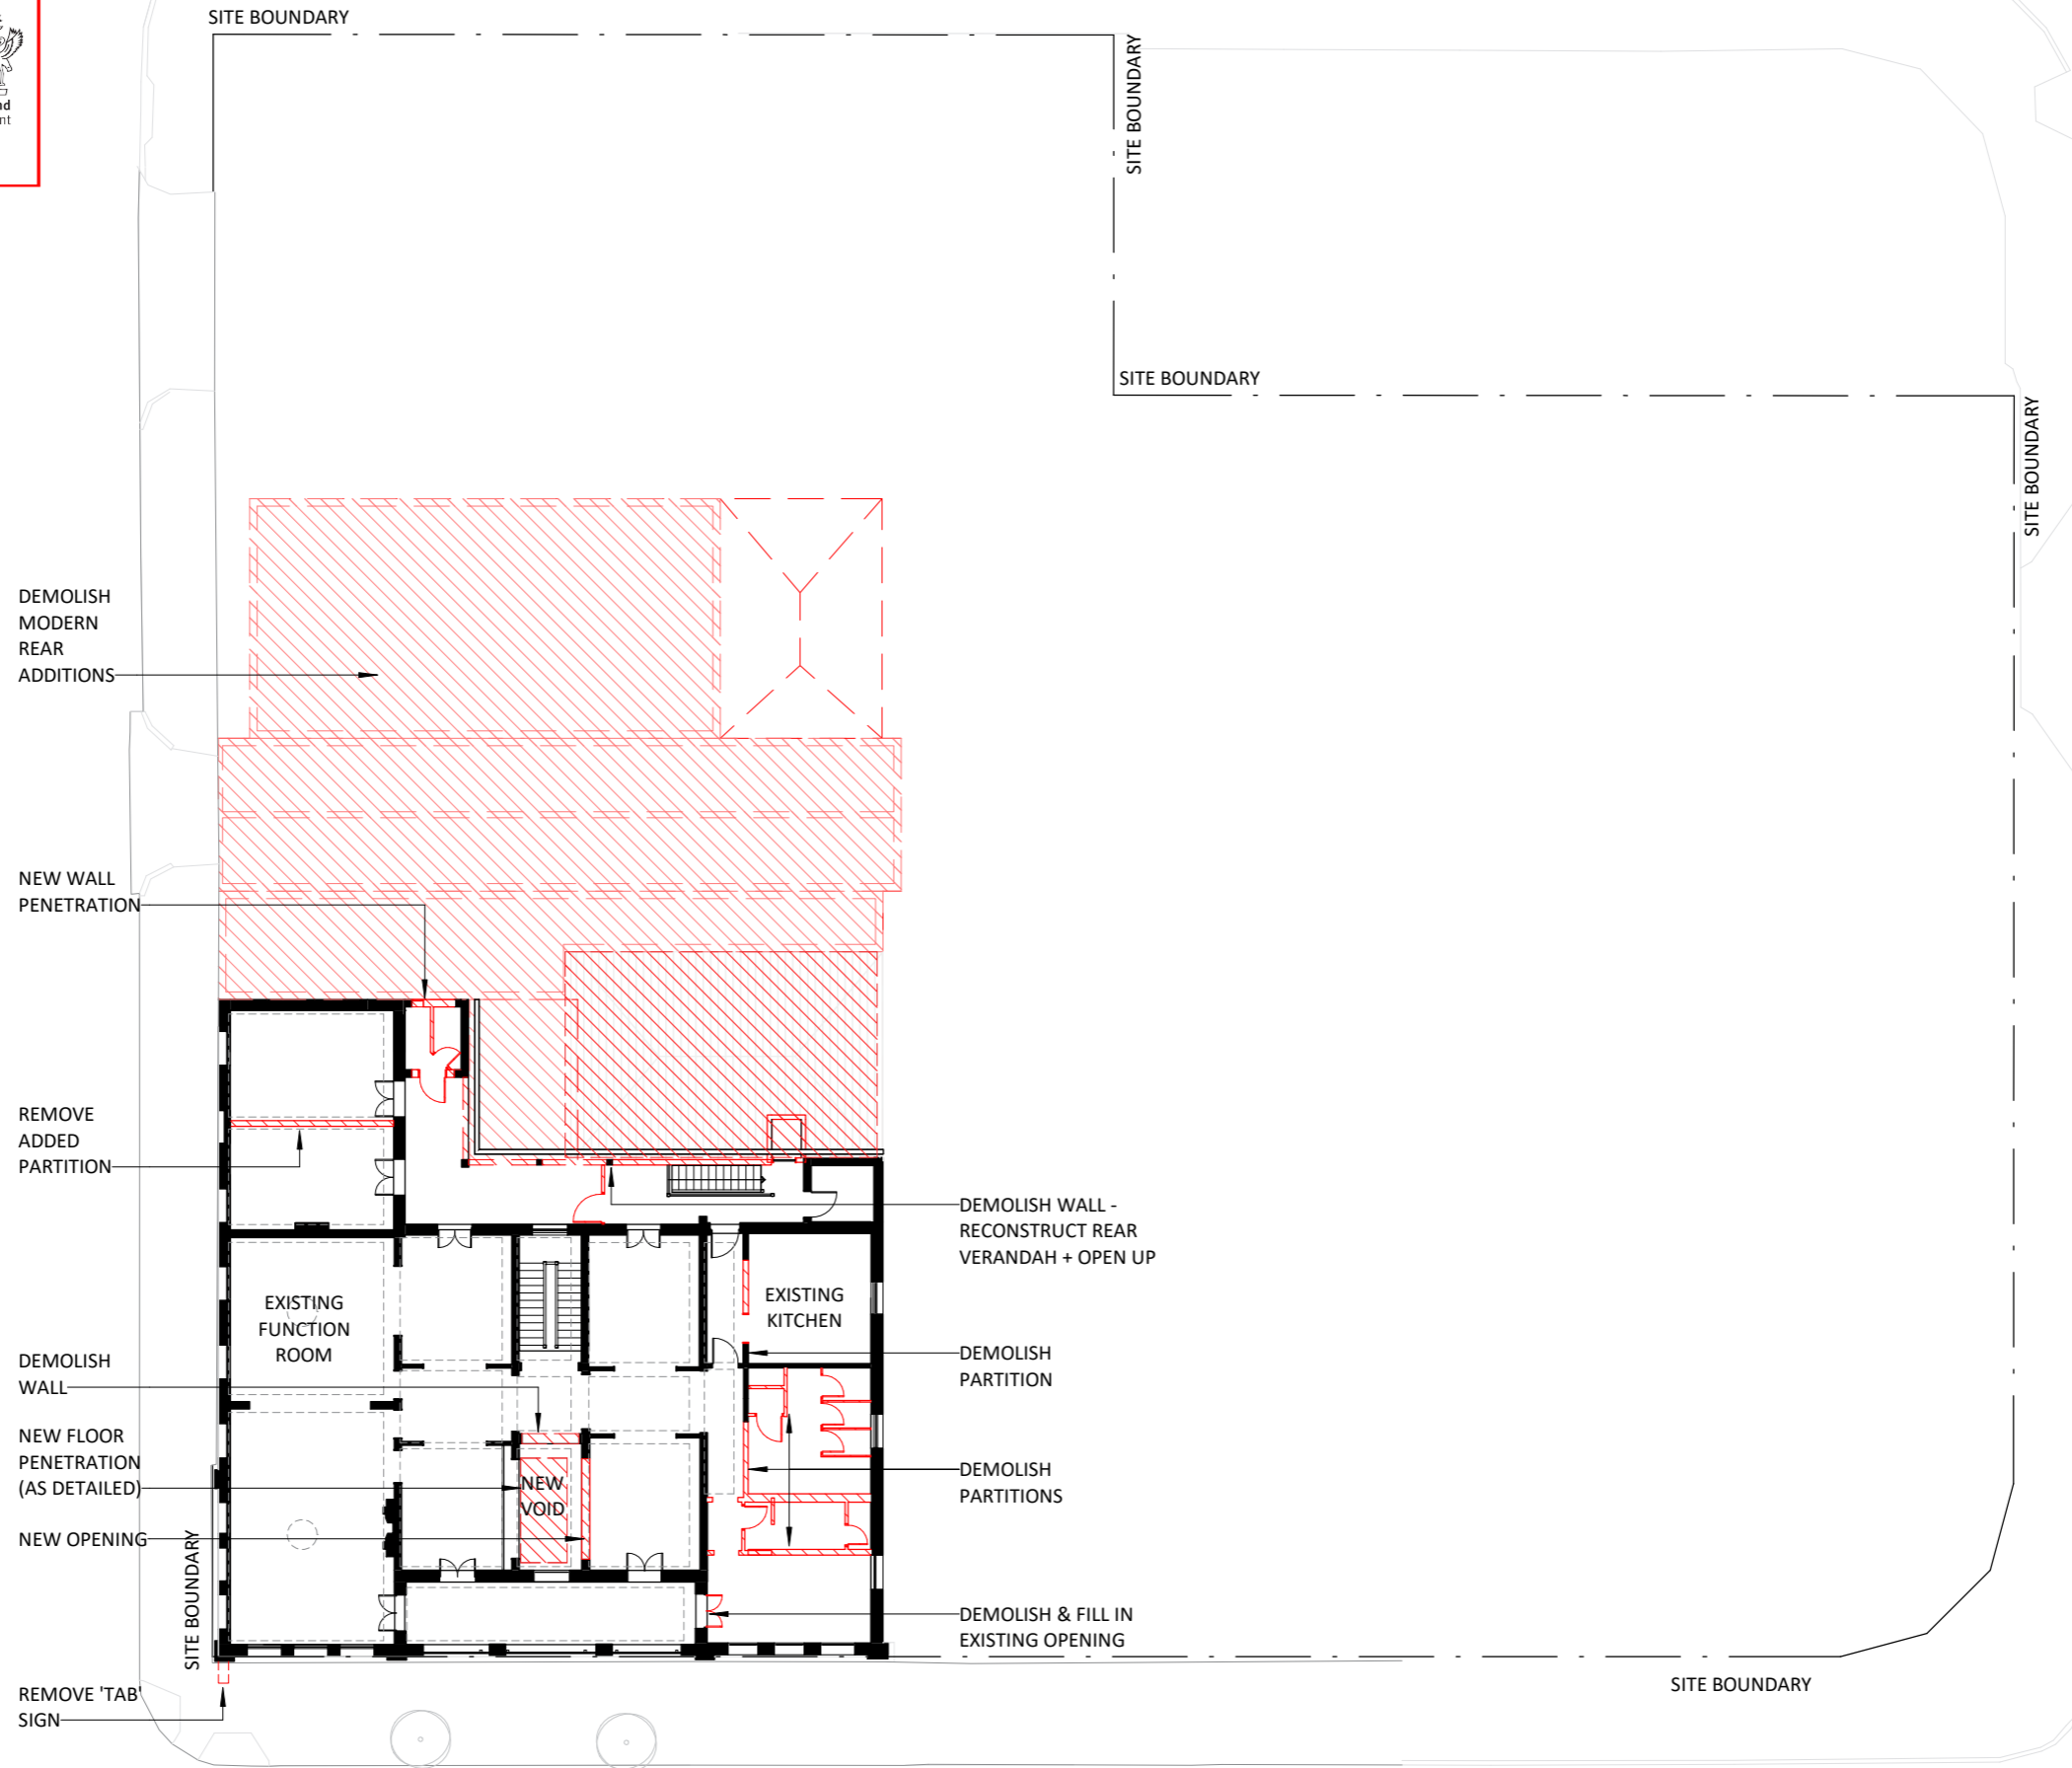 SITE BOUNDARY
SITE BOUNDARY
SITE BOUNDARY
SITE BOUNDARY
DEMOLISH
MODERN
REAR
ADDITIONS
NEW WALL
PENETRATION
REMOVE
ADDED
PARTITION
DEMOLISH WALL -
RECONSTRUCT REAR
VERANDAH + OPEN UP
EXISTING
FUNCTION
ROOM
EXISTING
KITCHEN
DEMOLISH
WALL
DEMOLISH
PARTITION
NEW FLOOR
PENETRATION
(AS DETAILED)
NEW
VOID
DEMOLISH
PARTITIONS
NEW OPENING
SITE BOUNDARY
DEMOLISH & FILL IN
EXISTING OPENING
REMOVE 'TAB'
SIGN
SITE BOUNDARY